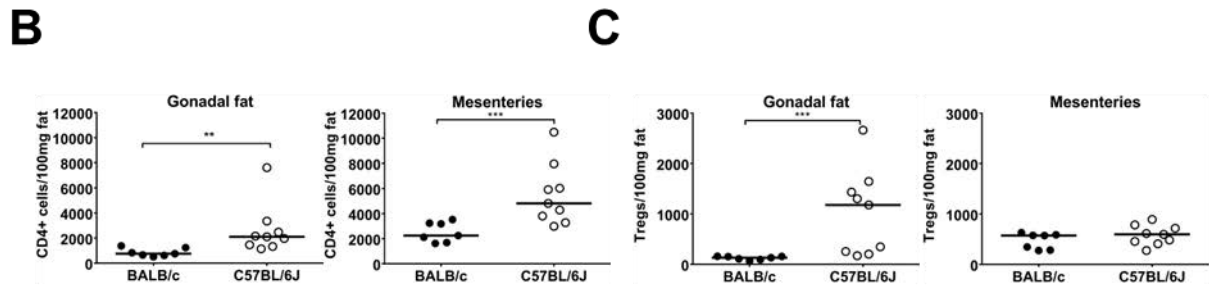 B
C
Gonadal fat
CD4+ cells/100mg fat
12000
10000
8000
6000
4000
2000
0
**
BALB/c
C57BL/6J
Mesenteries
CD4+ cells/100mg fat
12000
10000
8000
6000
4000
2000
0
***
BALB/c
C57BL/6J
Gonadal fat
Tregs/100mg fat
3000
2000
1000
0
***
BALB/c
C57BL/6J
Mesenteries
Tregs/100mg fat
3000
2000
1000
0
BALB/c
C57BL/6J